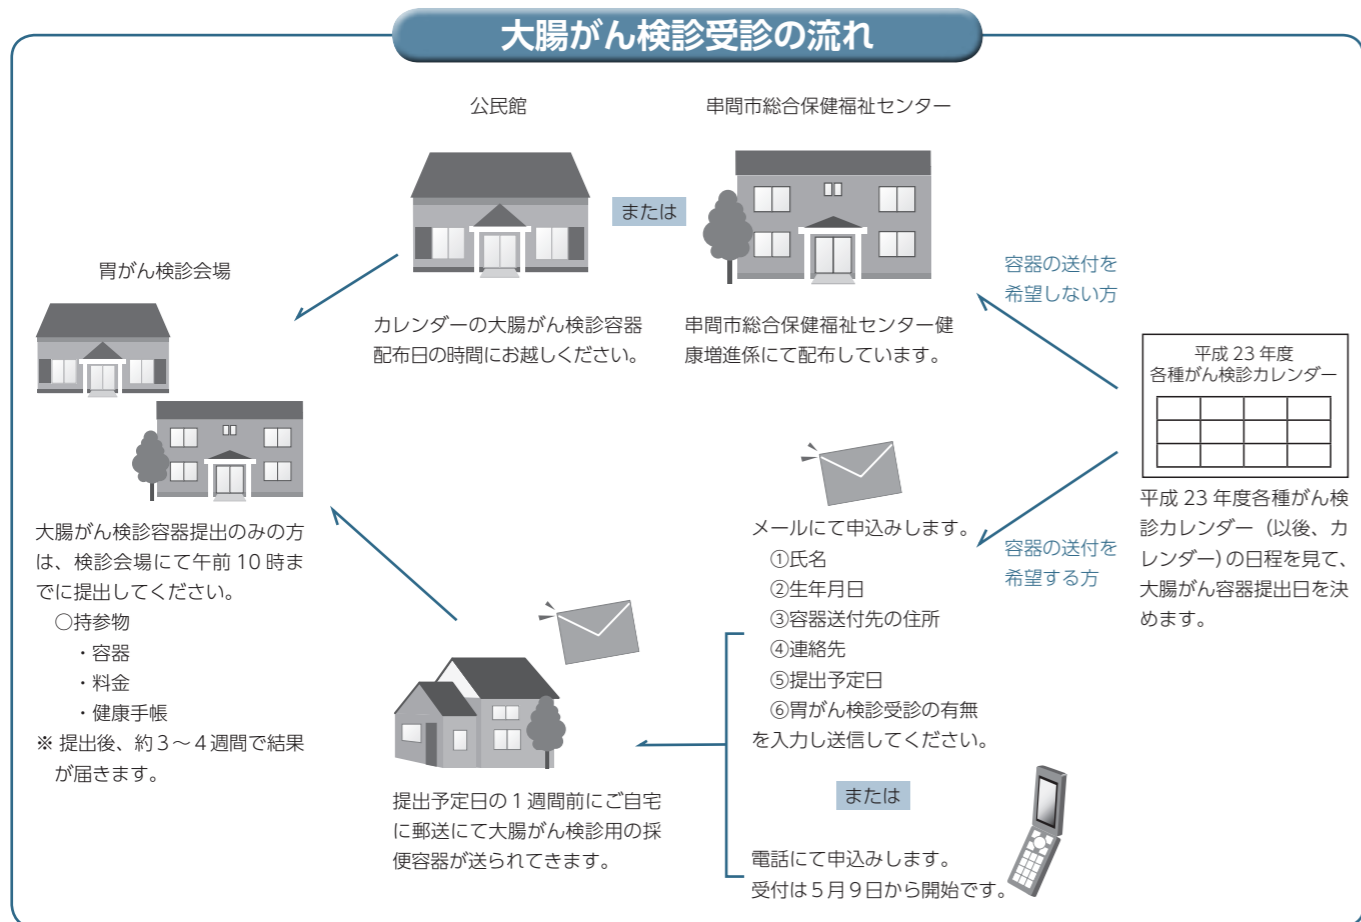 大腸がん検診受診の流れ
公民館
串間市総合保健福祉センター
または
カレンダーの大腸がん検診容器
配布日の時間にお越しください。
串間市総合保健福祉センター健
康増進係にて配布しています。
容器の送付を
希望しない方
平成 23 年度
各種がん検診カレンダー
平成 23 年度各種がん検
診カレンダー（以後、カ
レンダー）の日程を見て、
大腸がん容器提出日を決
めます。
容器の送付を
希望する方
メールにて申込みします。
①氏名
②生年月日
③容器送付先の住所
④連絡先
⑤提出予定日
⑥胃がん検診受診の有無
を入力し送信してください。
または
電話にて申込みします。
受付は５月９日から開始です。
提出予定日の１週間前にご自宅
に郵送にて大腸がん検診用の採
便容器が送られてきます。
胃がん検診会場
大腸がん検診容器提出のみの方
は、検診会場にて午前 10 時ま
でに提出してください。
○持参物
・容器
・料金
・健康手帳
※ 提出後、約３～４週間で結果
が届きます。